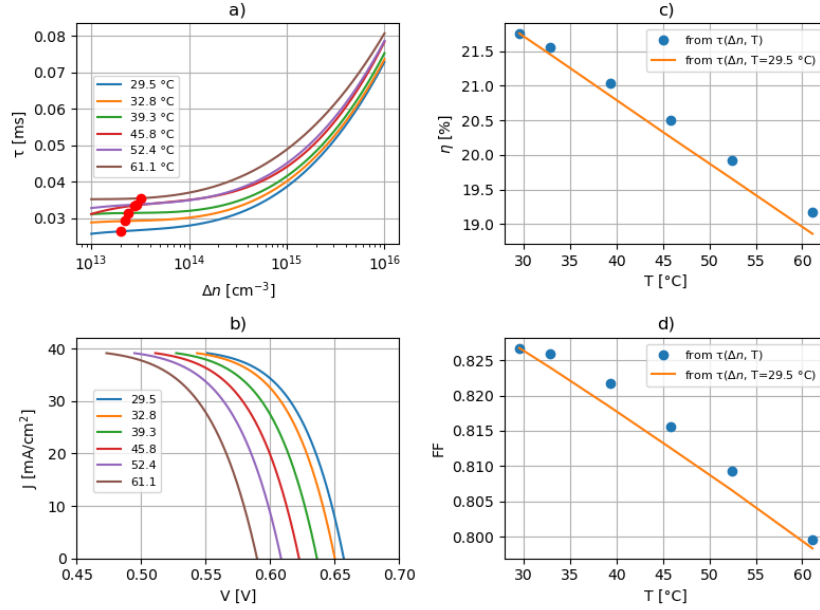 a)
0.08
0.07
0.06
0.05
0.04
0.03
τ [ms]
29.5 °C
32.8 °C
39.3 °C
45.8 °C
52.4 °C
61.1 °C
10¹³
10¹⁴
10¹⁵
10¹⁶
Δn [cm⁻³]
c)
21.5
21.0
20.5
20.0
19.5
19.0
η [%]
from τ(Δn, T)
from τ(Δn, T=29.5 °C)
30
35
40
45
50
55
60
T [°C]
b)
40
30
20
10
0
J [mA/cm²]
29.5
32.8
39.3
45.8
52.4
61.1
0.45
0.50
0.55
0.60
0.65
0.70
V [V]
d)
0.825
0.820
0.815
0.810
0.805
0.800
FF
from τ(Δn, T)
from τ(Δn, T=29.5 °C)
30
35
40
45
50
55
60
T [°C]